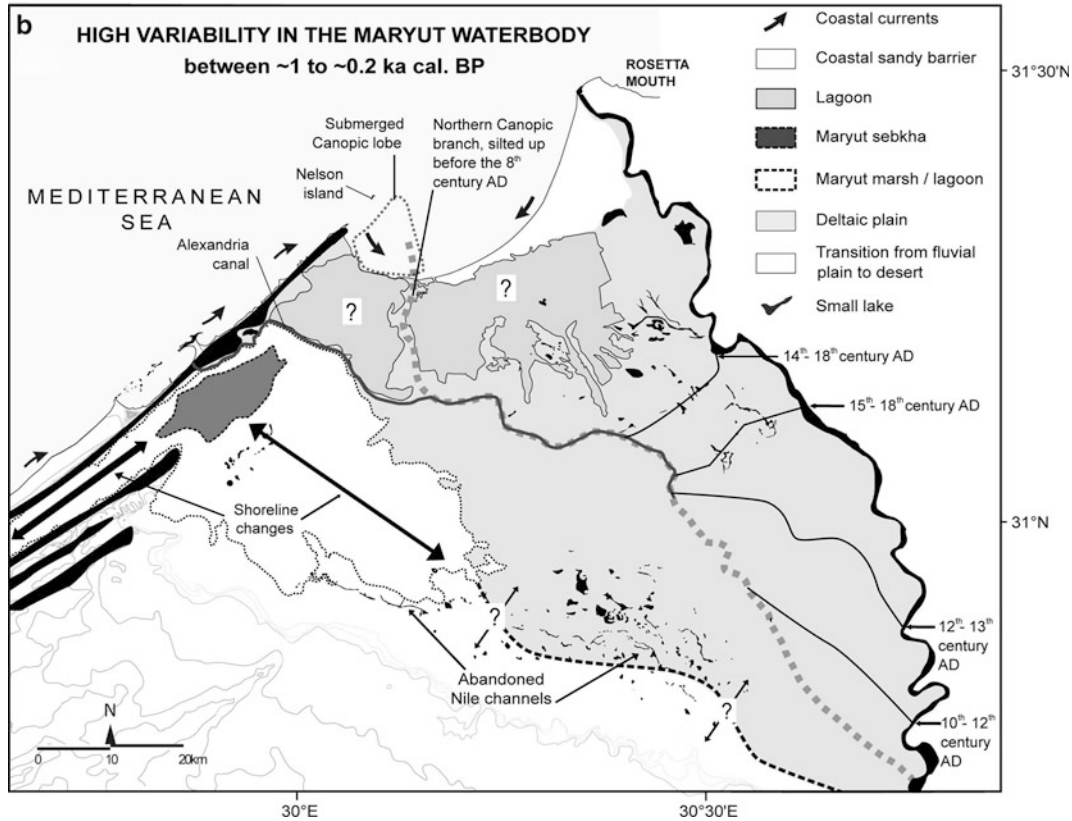 b
HIGH VARIABILITY IN THE MARYUT WATERBODY
between ~1 to ~0.2 ka cal. BP
Coastal currents
Coastal sandy barrier
Lagoon
Maryut sebkha
Maryut marsh / lagoon
Deltaic plain
Transition from fluvial
plain to desert
Small lake
ROSETTA
MOUTH
31°30'N
Submerged
Canopic lobe
Nelson
island
Northern Canopic
branch, silted up
before the 8th
century AD
MEDITERRANEAN
SEA
Alexandria
canal
?
?
14th- 18th century AD
15th- 18th century AD
Shoreline
changes
31°N
?
12th- 13th
century
AD
Abandoned
Nile channels
?
10th- 12th
century
AD
N
0 10 20km
30°E
30°30'E